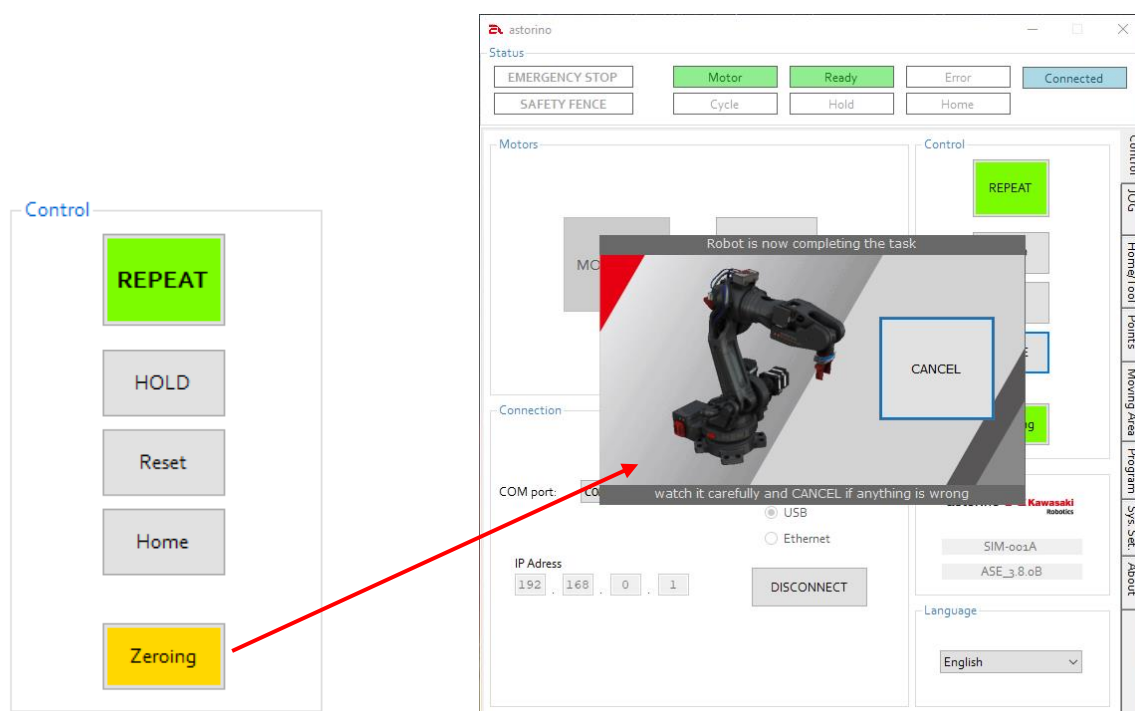 Control
REPEAT
HOLD
Reset
Home
Zeroing
astorino
Status
EMERGENCY STOP
Motor
Ready
Error
Connected
SAFETY FENCE
Cycle
Hold
Home
Motors
Control
REPEAT
Robot is now completing the task
CANCEL
watch it carefully and CANCEL if anything is wrong
Connection
COM port:
USB
Ethernet
IP Adress
192 . 168 . 0 . 1
DISCONNECT
Kawasaki
Robotics
SIM-001A
ASE_3.8.0B
Language
English
Control
JOG
Home/Tool
Points
Moving Area
Program
Sys. Set.
About